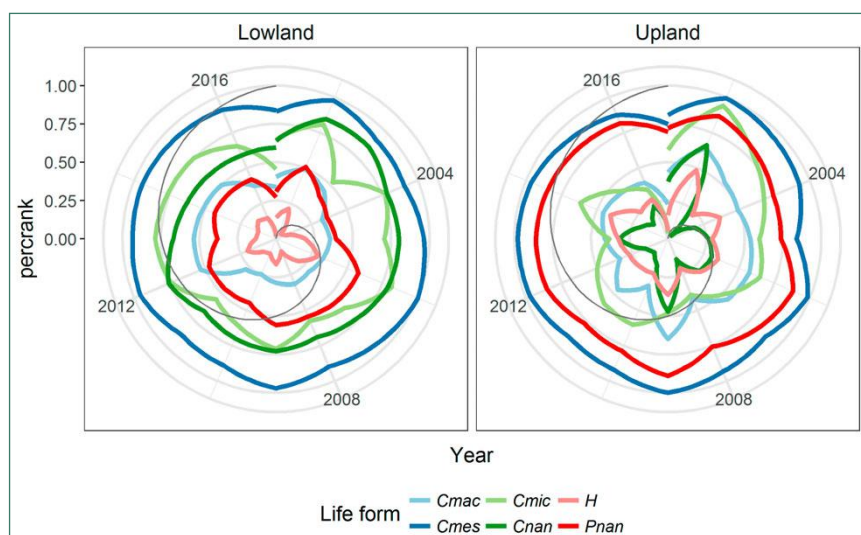 Lowland
Upland
1.00
0.75
0.50
0.25
0.00
percrank
2016
2004
2012
2008
2016
2004
2012
2008
Year
Life form
Cmac Cmic H
Cmes Cnan Pnan